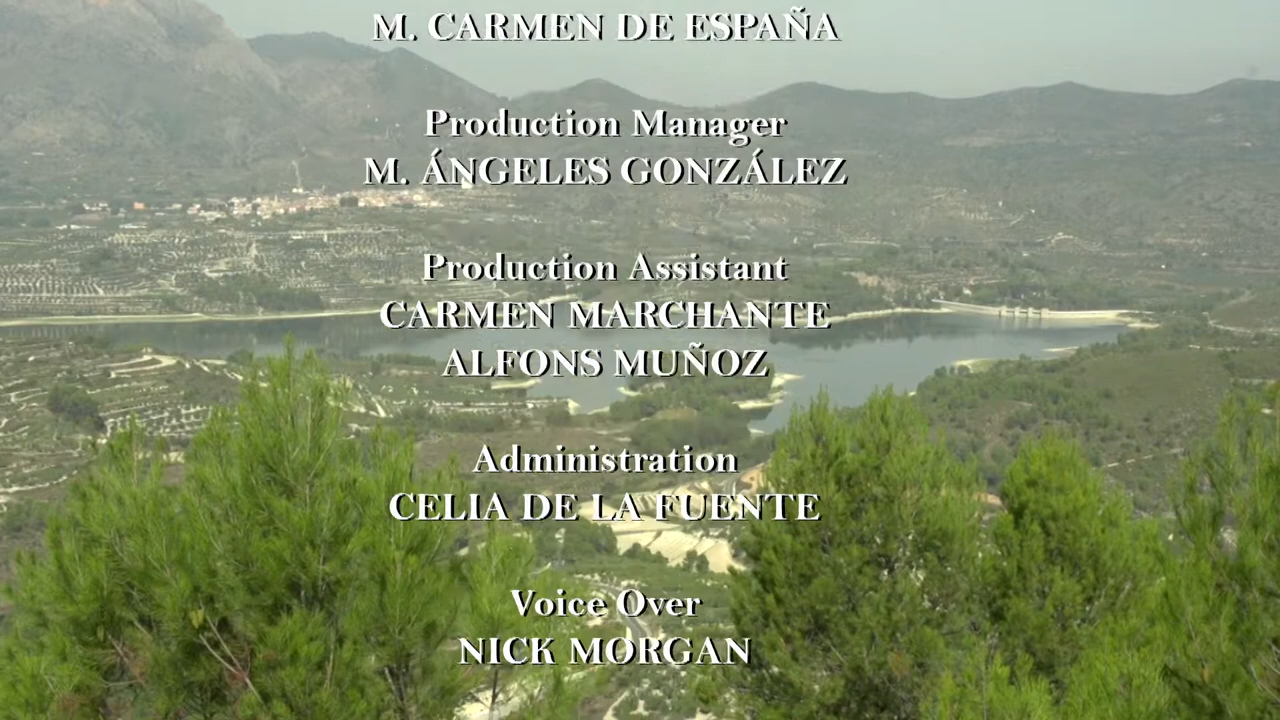 M. CARMEN DE ESPAÑA
Production Manager
M. ÁNGELES GONZÁLEZ
Production Assistant
CARMEN MARCHANTE
ALFONS MUÑOZ
Administration
CELIA DE LA FUENTE
Voice Over
NICK MORGAN